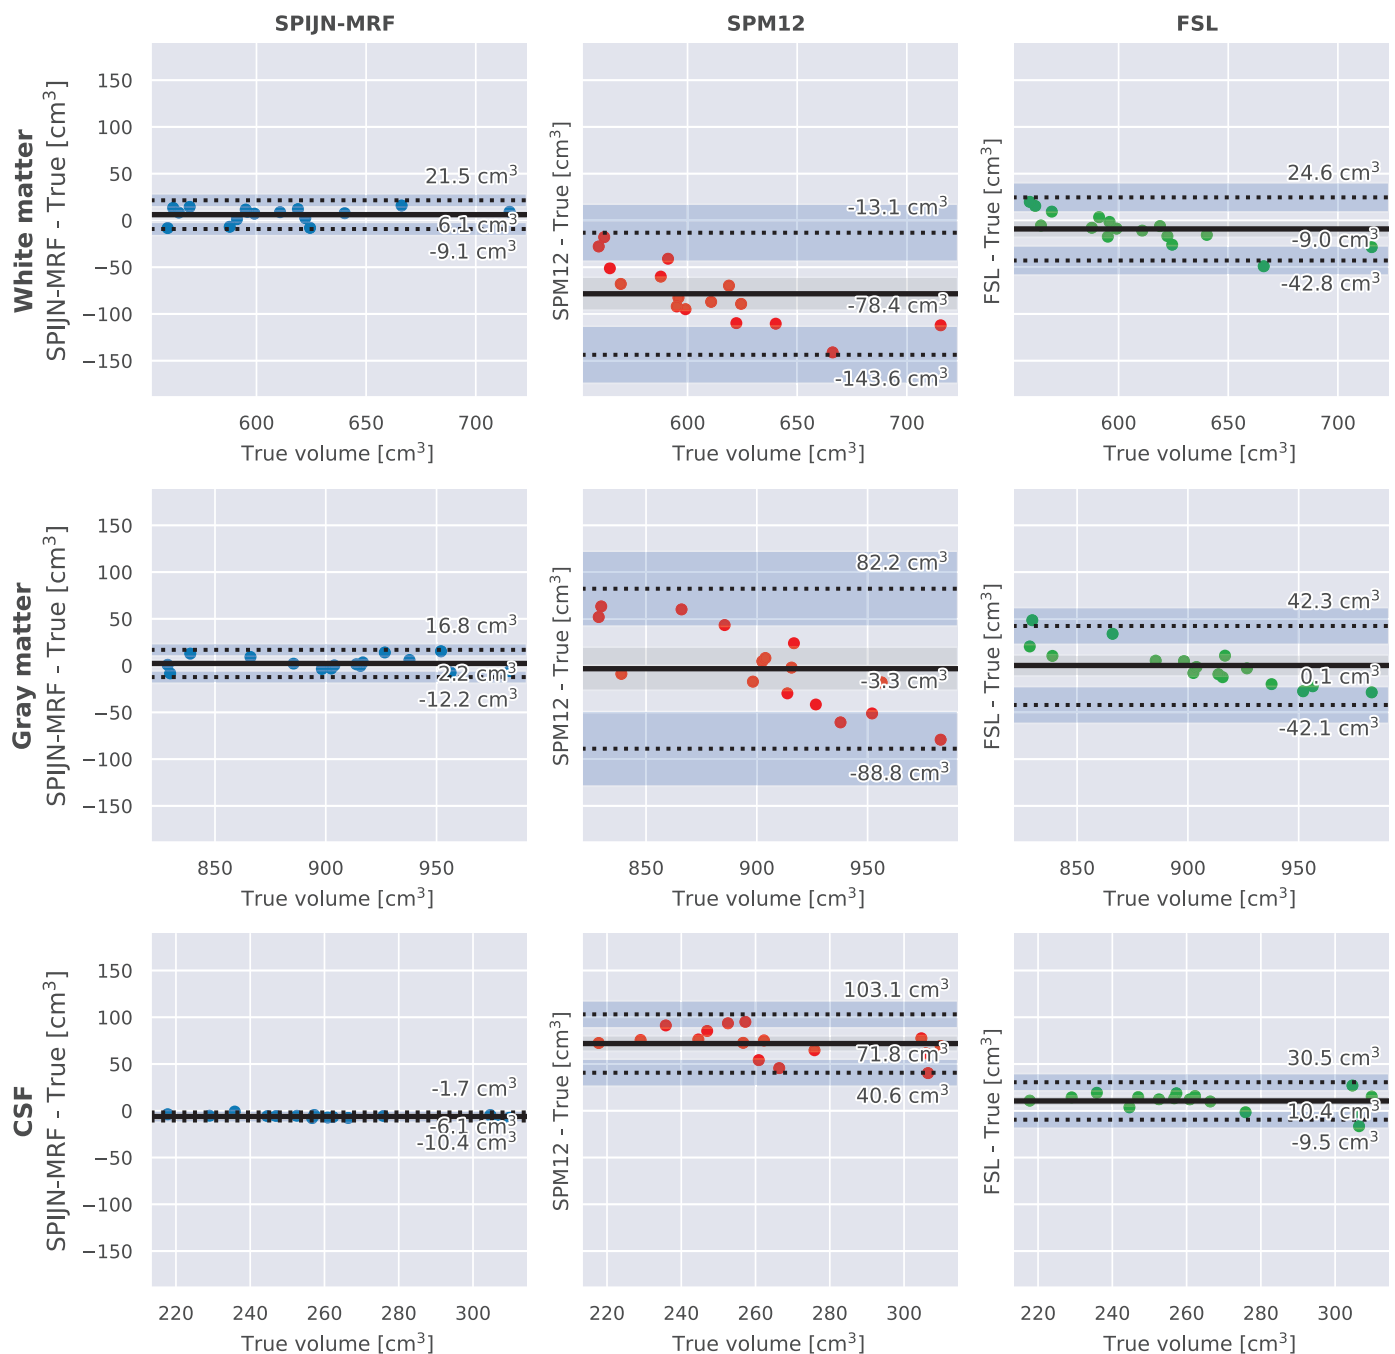 SPIJN-MRF SPM12 FSL
White matter
SPIJN-MRF - True [cm³]
150
100
50
0
−50
−100
−150
21.5 cm³
6.1 cm³
-9.1 cm³
600 650 700
True volume [cm³]
SPM12 - True [cm³]
-13.1 cm³
-78.4 cm³
-143.6 cm³
600 650 700
True volume [cm³]
FSL - True [cm³]
24.6 cm³
-9.0 cm³
-42.8 cm³
600 650 700
True volume [cm³]
Gray matter
SPIJN-MRF - True [cm³]
150
100
50
0
−50
−100
−150
16.8 cm³
2.2 cm³
-12.2 cm³
850 900 950
True volume [cm³]
SPM12 - True [cm³]
82.2 cm³
-3.3 cm³
-88.8 cm³
850 900 950
True volume [cm³]
FSL - True [cm³]
42.3 cm³
0.1 cm³
-42.1 cm³
850 900 950
True volume [cm³]
CSF
SPIJN-MRF - True [cm³]
150
100
50
0
−50
−100
−150
-1.7 cm³
-6.1 cm³
-10.4 cm³
220 240 260 280 300
True volume [cm³]
SPM12 - True [cm³]
103.1 cm³
71.8 cm³
40.6 cm³
220 240 260 280 300
True volume [cm³]
FSL - True [cm³]
30.5 cm³
10.4 cm³
-9.5 cm³
220 240 260 280 300
True volume [cm³]